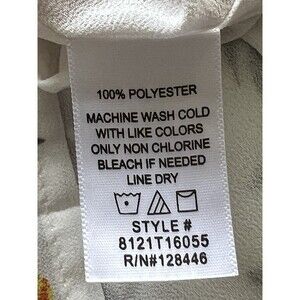 100% POLYESTER
MACHINE WASH COLD
WITH LIKE COLORS
ONLY NON CHLORINE
BLEACH IF NEEDED
LINE DRY
STYLE #
8121T16055
R/N#128446